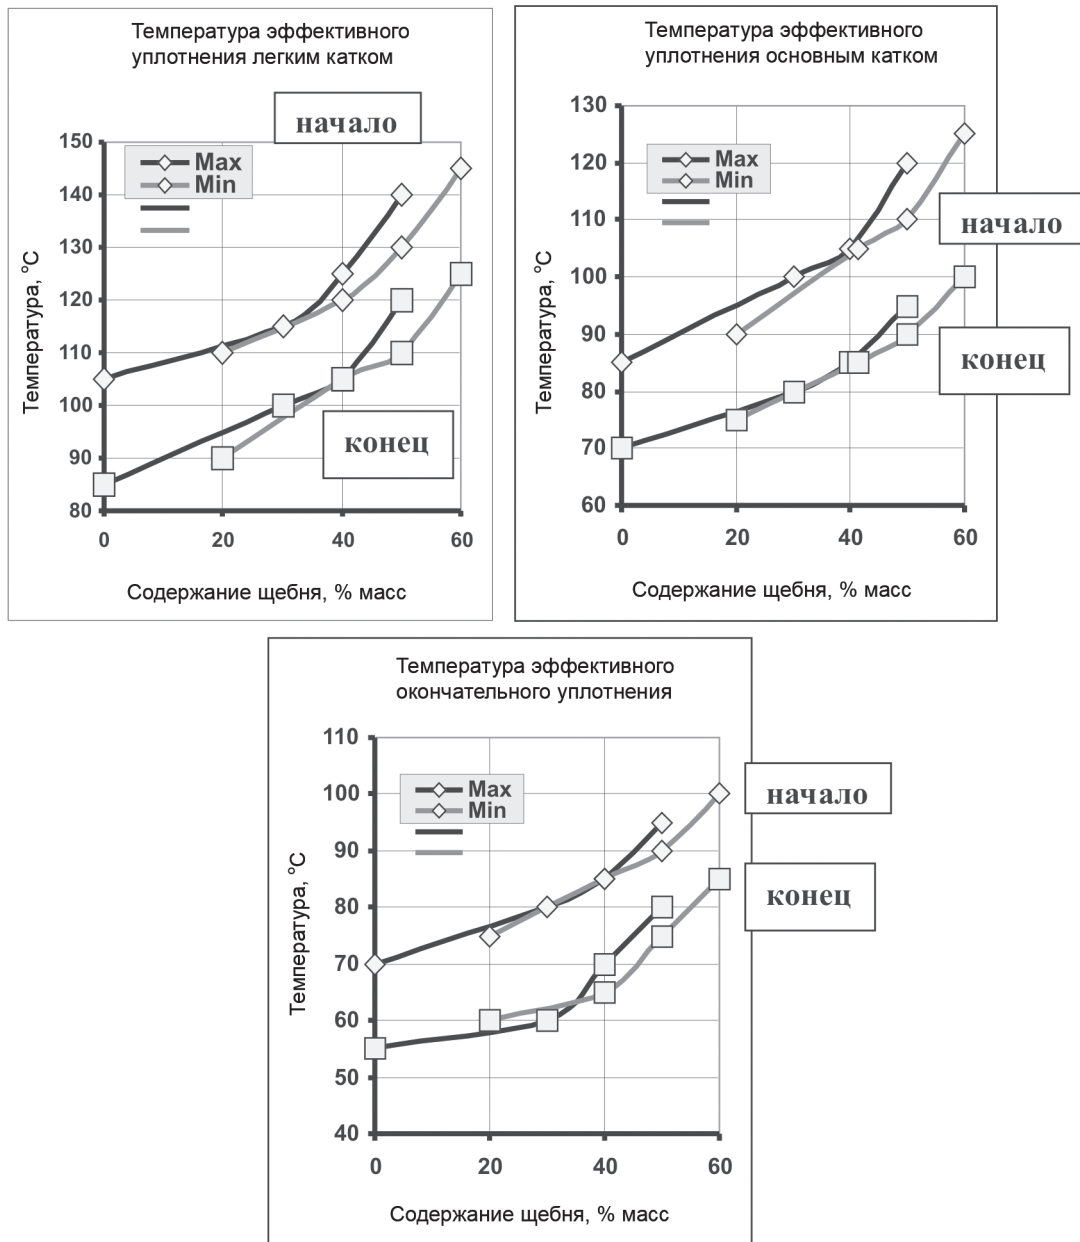 Температура эффективного
уплотнения легким катком
начало
150
140
130
120
110
100
90
80
Max
Min
Температура, °С
конец
0
20
40
60
Содержание щебня, % масс
Температура эффективного
уплотнения основным катком
130
120
110
100
90
80
70
60
Max
Min
Температура, °С
начало
конец
0
20
40
60
Содержание щебня, % масс
Температура эффективного
окончательного уплотнения
110
100
90
80
70
60
50
40
Max
Min
Температура, °С
начало
конец
0
20
40
60
Содержание щебня, % масс